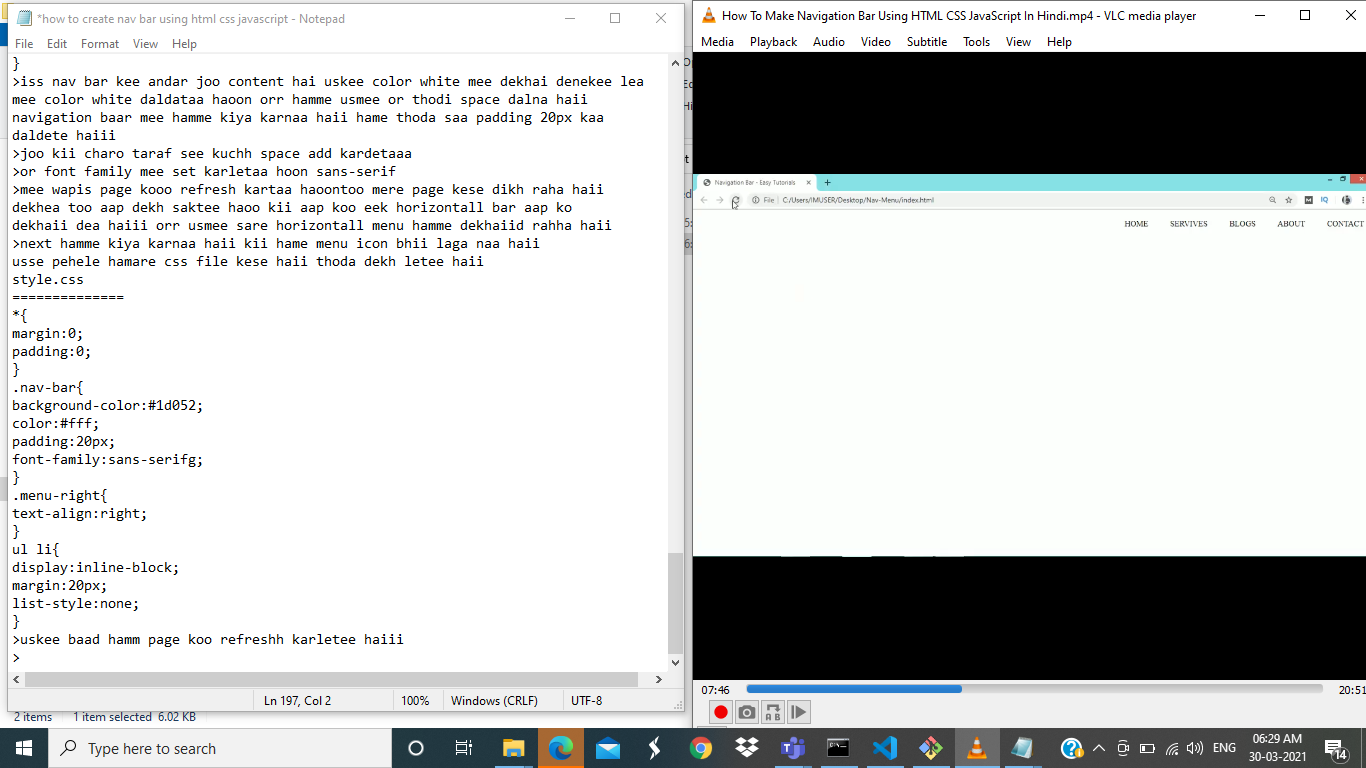 *how to create nav bar using html css javascript - Notepad
File Edit Format View Help
}
>iss nav bar kee andar joo content hai uskee color white mee dekhai denekee lea
mee color white daldataa haoon orr hamme usmee or thodi space dalna haii
navigation baar mee hamme kiya karnaa haii hame thoda saa padding 20px kaa
daldete haiii
>joo kii charo taraf see kuchh space add kardetaaa
>or font family mee set karletaa hoon sans-serif
>mee wapis page kooo refresh kartaa haoontoo mere page kese dikh raha haii
dekhea too aap dekh saktee haoo kii aap koo eek horizontall bar aap ko
dekhaii dea haiii orr usmee sare horizontall menu hamme dekhaiid rahha haii
>next hamme kiya karnaa haii kii hame menu icon bhii laga naa haii
usse pehele hamare css file kese haii thoda dekh letee haii
style.css
==============
*{
margin:0;
padding:0;
}
.nav-bar{
background-color:#1d052;
color:#fff;
padding:20px;
font-family:sans-serifg;
}
.menu-right{
text-align:right;
}
ul li{
display:inline-block;
margin:20px;
list-style:none;
}
>uskee baad hamm page koo refreshh karletee haiii
>
Ln 197, Col 2 100% Windows (CRLF) UTF-8
2 items 1 item selected 6.02 KB
How To Make Navigation Bar Using HTML CSS JavaScript In Hindi.mp4 - VLC media player
Media Playback Audio Video Subtitle Tools View Help
Navigation Bar - Easy Tutorials
File C:/Users/IMUSER/Desktop/Nav-Menu/index.html
HOME SERVIVES BLOGS ABOUT CONTACT
07:46 20:51
Type here to search
ENG
06:29 AM
30-03-2021
14